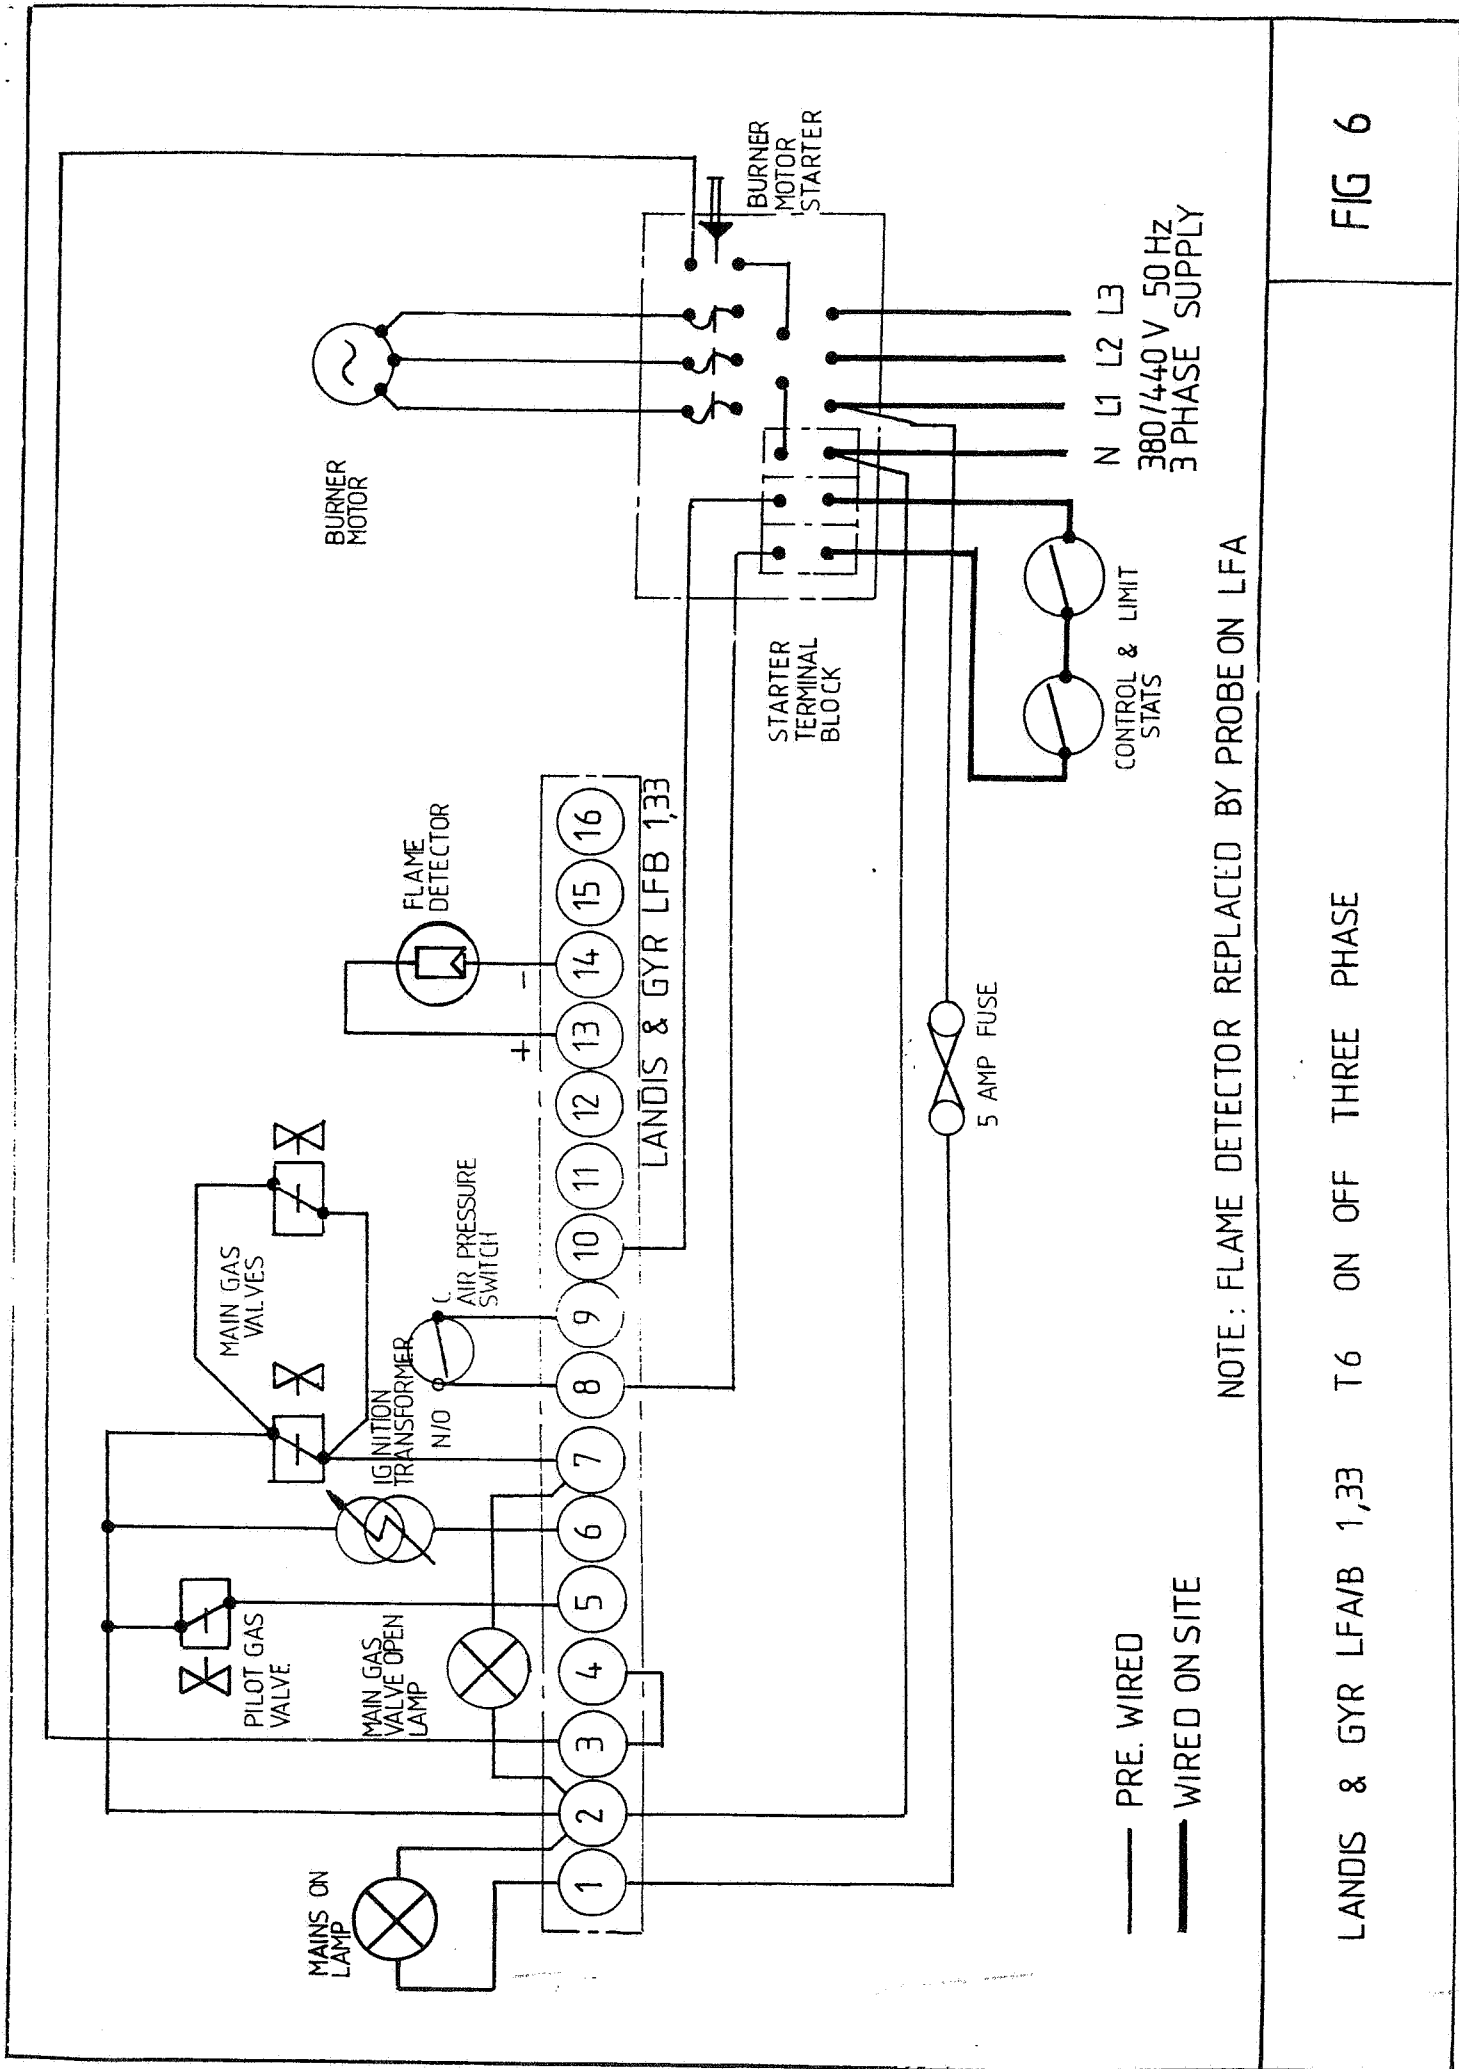 BURNER
MOTOR
BURNER
MOTOR
STARTER
MAIN GAS
VALVES
FLAME
DETECTOR
PILOT GAS
VALVE.
IGNITION
TRANSFORMER
AIR PRESSURE
SWITCH
N/O
C
MAINS ON
LAMP
MAIN GAS
VALVE OPEN
LAMP
+
-
1 2 3 4 5 6 7 8 9 10 11 12 13 14 15 16
LANDIS & GYR LFB 1,33
STARTER
TERMINAL
BLOCK
5 AMP FUSE
CONTROL & LIMIT
STATS
N L1 L2 L3
380/440 V 50 Hz
3 PHASE SUPPLY
PRE. WIRED
WIRED ON SITE
NOTE: FLAME DETECTOR REPLACED BY PROBE ON LFA
LANDIS & GYR LFA/B 1,33 T6 ON OFF THREE PHASE
FIG 6